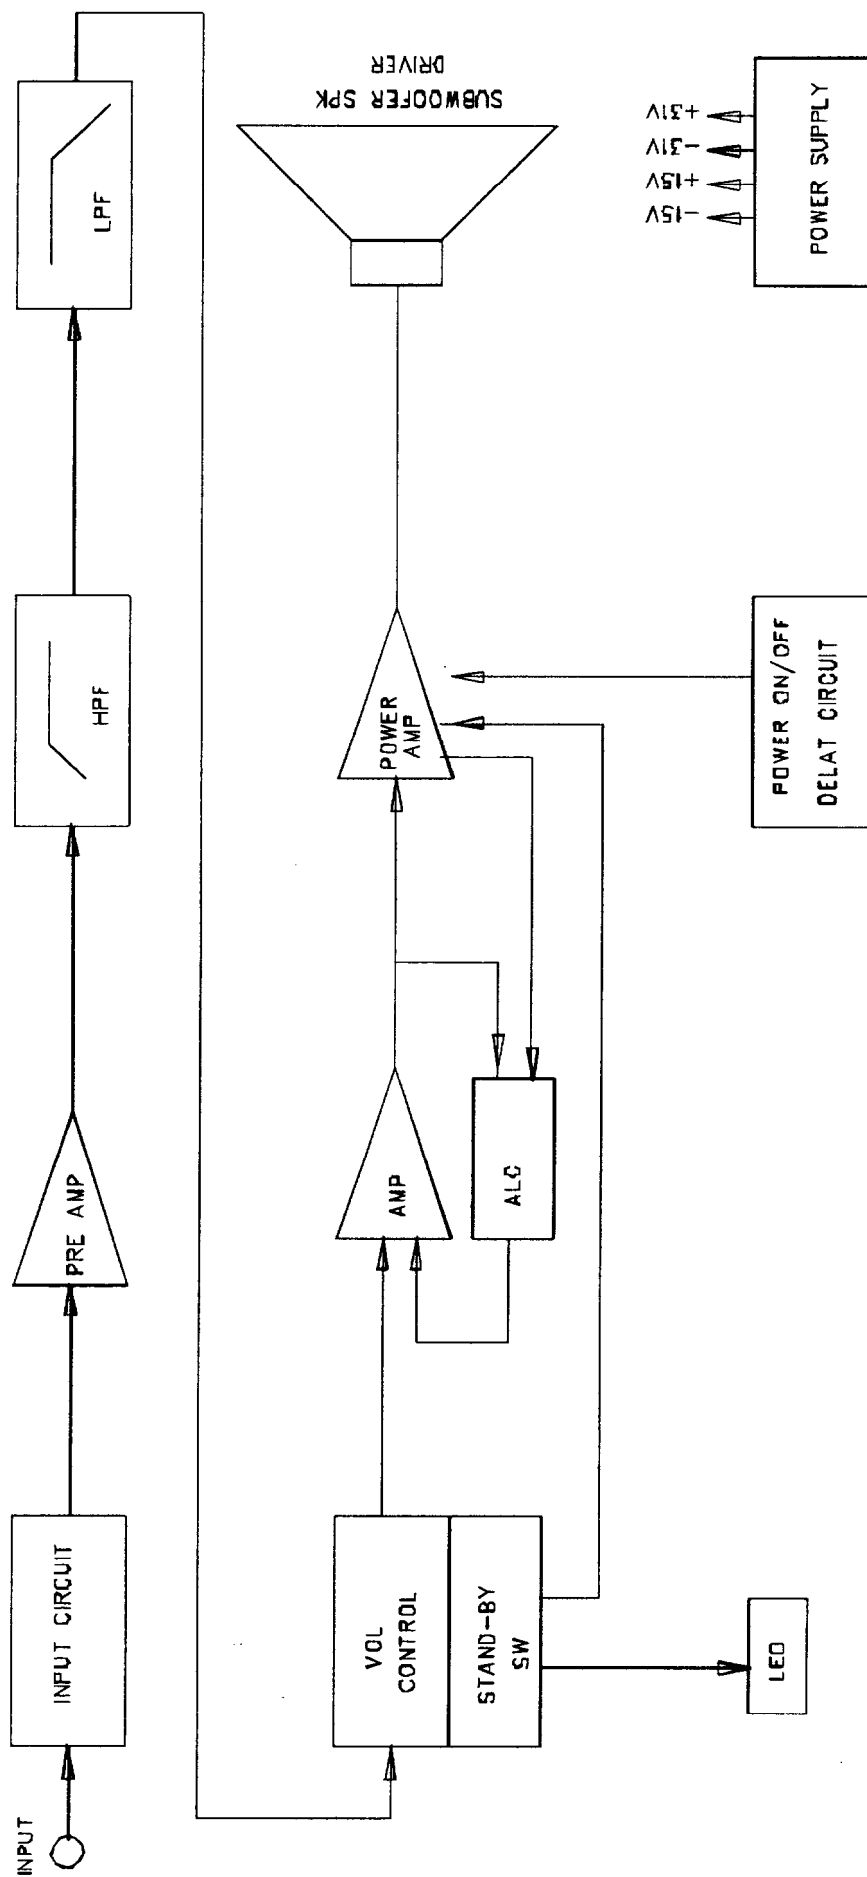 INPUT
INPUT CIRCUIT
PRE AMP
HPF
LPF
VOL
CONTROL
STAND-BY
SW
AMP
ALC
POWER
AMP
SUBWOOFER SPK
DRIVER
LED
POWER ON/OFF
DELAT CIRCUIT
-15V
+15V
-31V
+31V
POWER SUPPLY